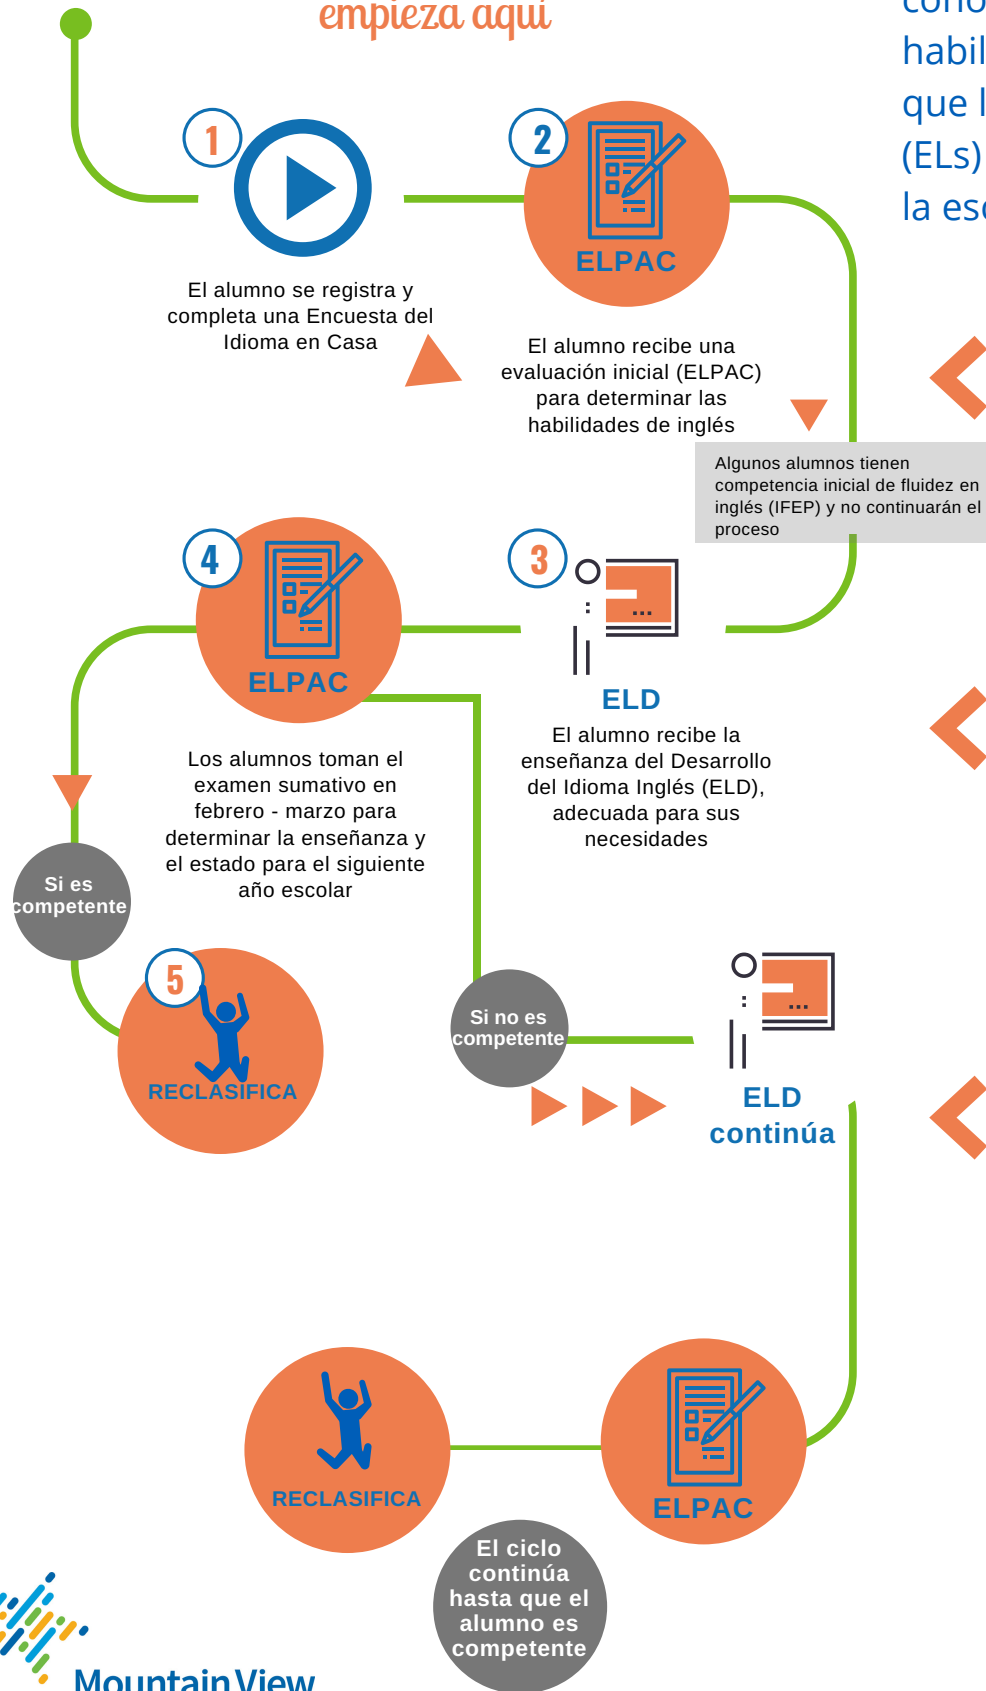 empieza aquí
habil
que l
(ELs)
la esc
1
2
ELPAC
El alumno se registra y
completa una Encuesta del
Idioma en Casa
El alumno recibe una
evaluación inicial (ELPAC)
para determinar las
habilidades de inglés
Algunos alumnos tienen
competencia inicial de fluidez en
inglés (IFEP) y no continuarán el
proceso
4
ELPAC
3
ELD
El alumno recibe la
enseñanza del Desarrollo
del Idioma Inglés (ELD),
adecuada para sus
necesidades
Los alumnos toman el
examen sumativo en
febrero - marzo para
determinar la enseñanza y
el estado para el siguiente
año escolar
Si es
competente
5
RECLASIFICA
Si no es
competente
ELD
continúa
RECLASIFICA
ELPAC
El ciclo
continúa
hasta que el
alumno es
competente
Mountain View